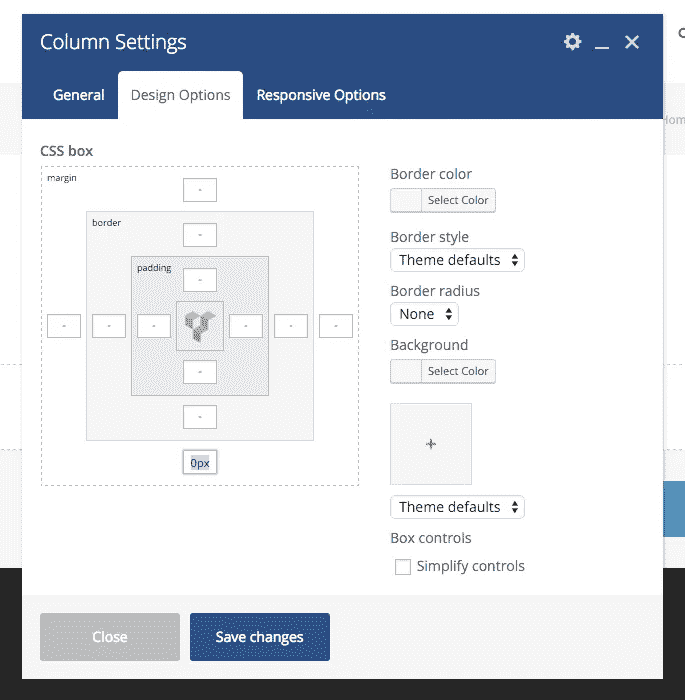 Column Settings
General
Design Options
Responsive Options
CSS box
margin
-
border
-
padding
-
-
-
-
-
-
-
-
-
0px
Border color
Select Color
Border style
Theme defaults
Border radius
None
Background
Select Color
Theme defaults
Box controls
Simplify controls
Close
Save changes